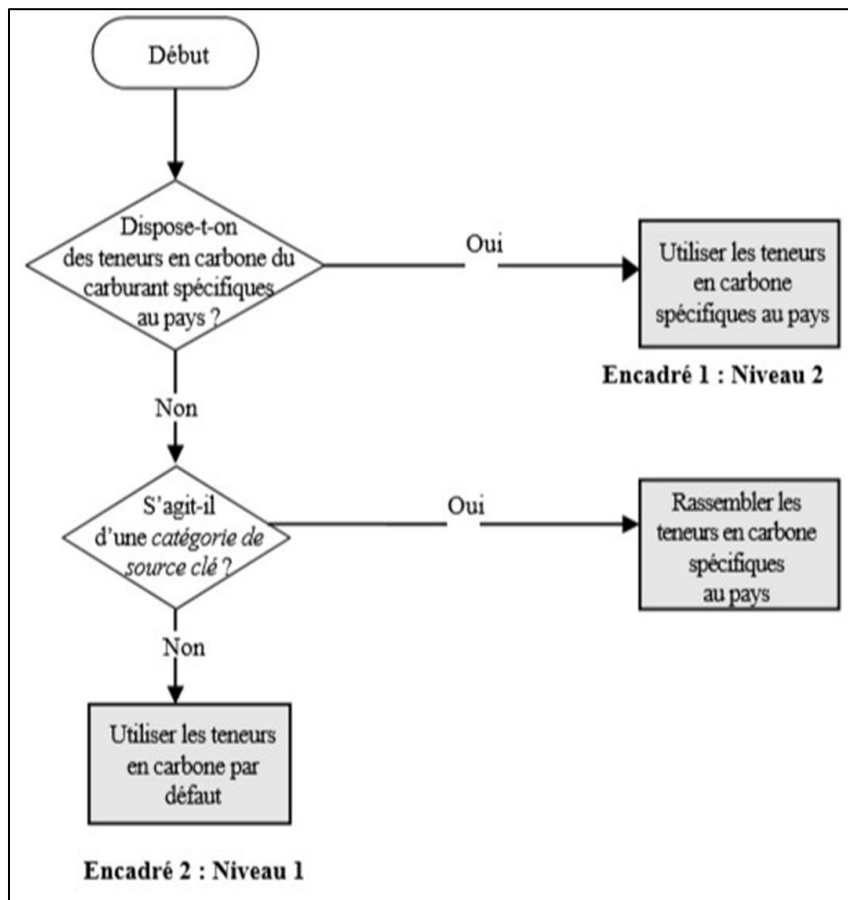 Début
Dispose-t-on
des teneurs en carbone du
carburant spécifiques
au pays ?
Oui
Utiliser les teneurs
en carbone
spécifiques au pays
Encadré 1 : Niveau 2
Non
S'agit-il
d'une catégorie de
source clé ?
Oui
Rassembler les
teneurs en carbone
spécifiques
au pays
Non
Utiliser les teneurs
en carbone par
défaut
Encadré 2 : Niveau 1